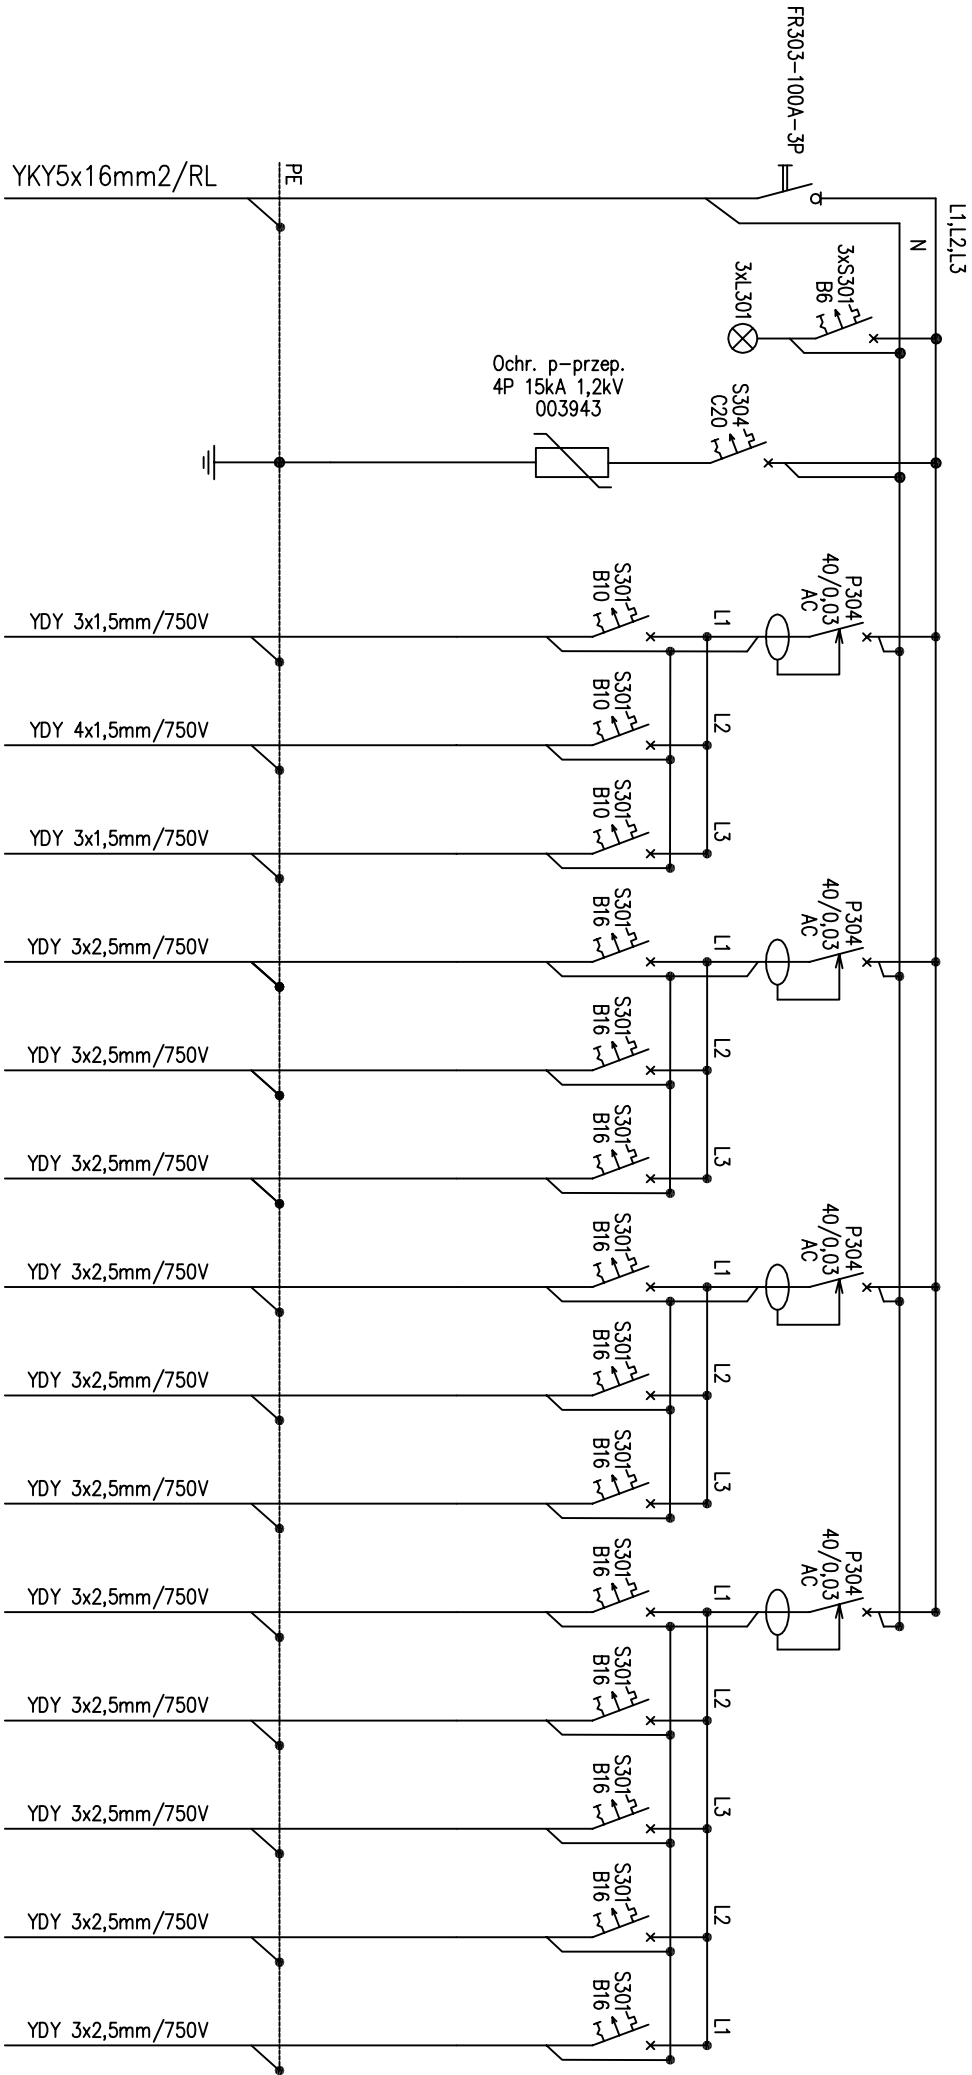 FR303-100A-3P
YKY5x16mm2/RL
PE
L1,L2,L3
N
3xS301
B6
3xL301
Ochr. p-przep.
4P 15kA 1,2kV
003943
S304
C20
P304
40/0,03
AC
L1
S301
B10
YDY 3x1,5mm/750V
L2
S301
B10
YDY 4x1,5mm/750V
L3
S301
B10
YDY 3x1,5mm/750V
P304
40/0,03
AC
L1
S301
B16
YDY 3x2,5mm/750V
L2
S301
B16
YDY 3x2,5mm/750V
L3
S301
B16
YDY 3x2,5mm/750V
P304
40/0,03
AC
L1
S301
B16
YDY 3x2,5mm/750V
L2
S301
B16
YDY 3x2,5mm/750V
L3
S301
B16
YDY 3x2,5mm/750V
P304
40/0,03
AC
L1
S301
B16
YDY 3x2,5mm/750V
L2
S301
B16
YDY 3x2,5mm/750V
L3
S301
B16
YDY 3x2,5mm/750V
L2
S301
B16
YDY 3x2,5mm/750V
L1
S301
B16
YDY 3x2,5mm/750V